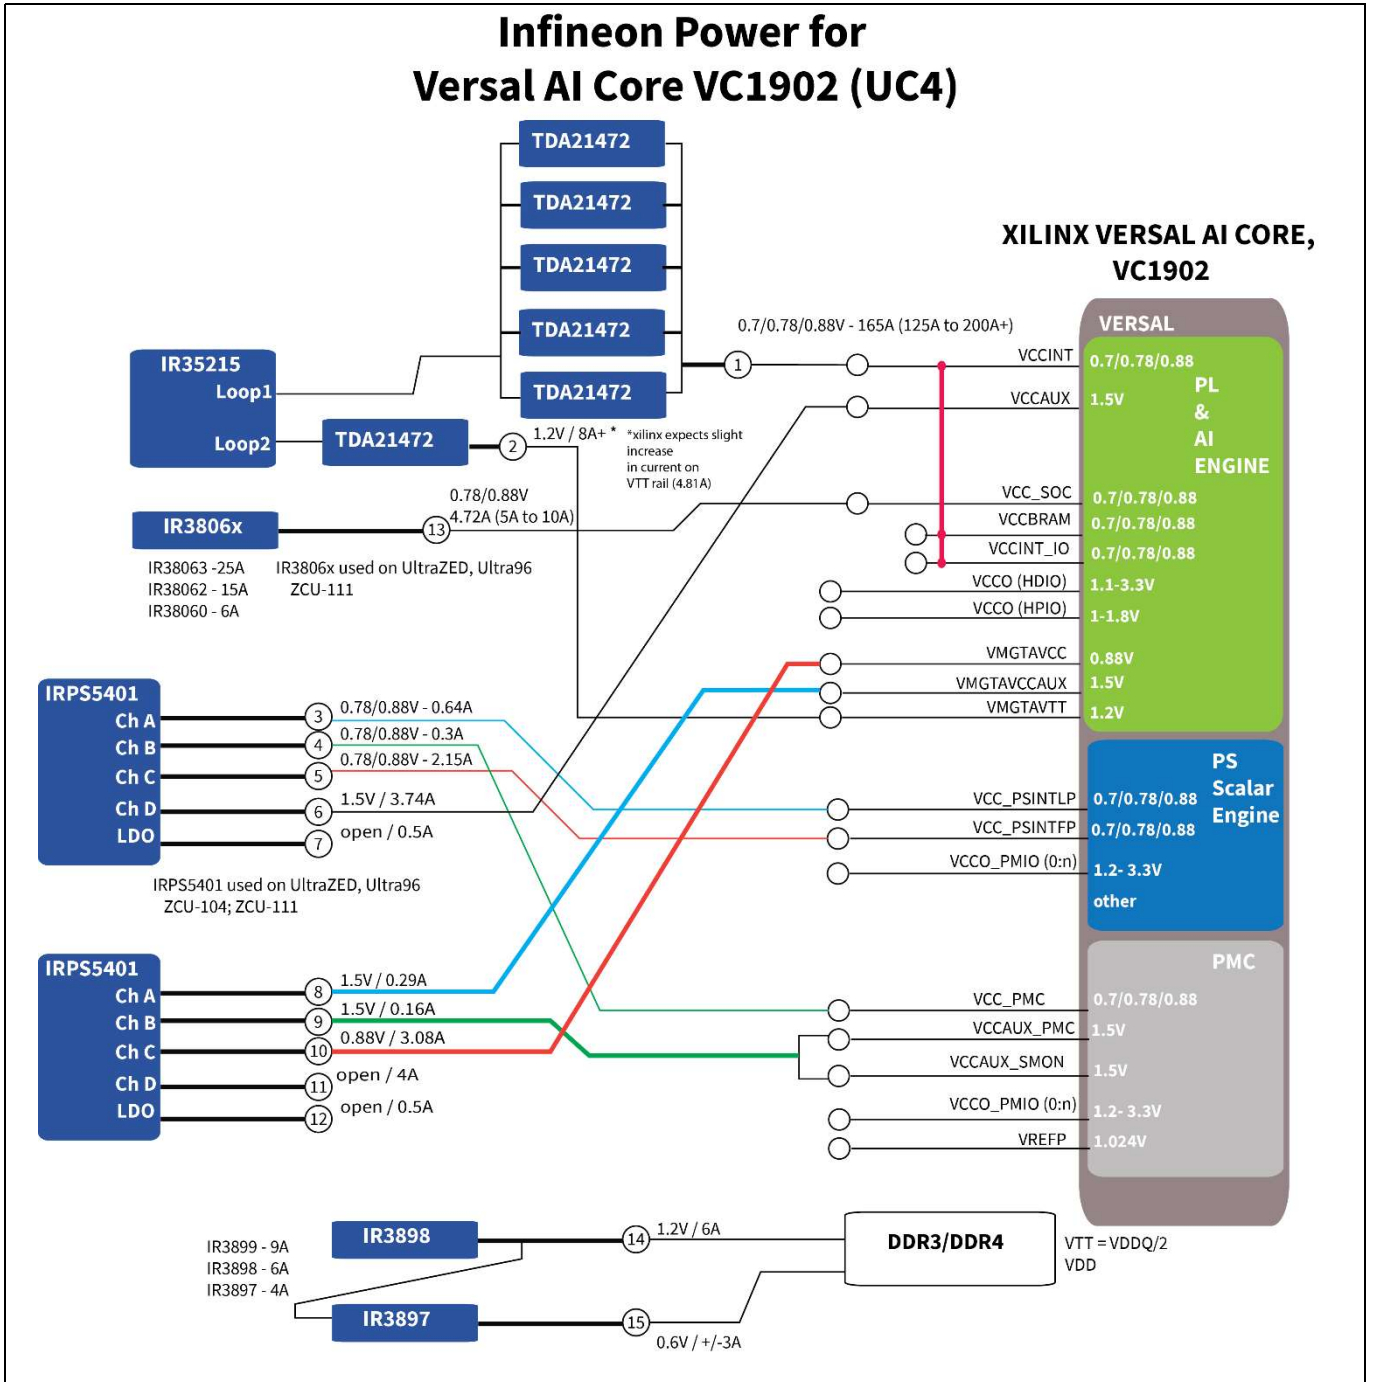 Infineon Power for
Versal AI Core VC1902 (UC4)
TDA21472
TDA21472
TDA21472
TDA21472
TDA21472
XILINX VERSAL AI CORE,
VC1902
IR35215
Loop1
Loop2
TDA21472
0.7/0.78/0.88V - 165A (125A to 200A+)
1
2
1.2V / 8A+ *
*xilinx expects slight
increase
in current on
VTT rail (4.81A)
IR3806x
0.78/0.88V
4.72A (5A to 10A)
13
IR38063 -25A
IR38062 - 15A
IR38060 - 6A
IR3806x used on UltraZED, Ultra96
ZCU-111
VERSAL
VCCINT
0.7/0.78/0.88
VCCAUX
1.5V
PL
&
AI
ENGINE
VCC_SOC
0.7/0.78/0.88
VCCBRAM
0.7/0.78/0.88
VCCINT_IO
0.7/0.78/0.88
VCCO (HDIO)
1.1-3.3V
VCCO (HPIO)
1-1.8V
VMGTAVCC
0.88V
VMGTAVCCAUX
1.5V
VMGTAVTT
1.2V
IRPS5401
Ch A
3
0.78/0.88V - 0.64A
Ch B
4
0.78/0.88V - 0.3A
Ch C
5
0.78/0.88V - 2.15A
Ch D
6
1.5V / 3.74A
LDO
7
open / 0.5A
IRPS5401 used on UltraZED, Ultra96
ZCU-104; ZCU-111
PS
Scalar
Engine
VCC_PSINTLP
0.7/0.78/0.88
VCC_PSINTFP
0.7/0.78/0.88
VCCO_PMIO (0:n)
1.2- 3.3V
other
IRPS5401
Ch A
8
1.5V / 0.29A
Ch B
9
1.5V / 0.16A
Ch C
10
0.88V / 3.08A
Ch D
11
open / 4A
LDO
12
open / 0.5A
PMC
VCC_PMC
0.7/0.78/0.88
VCCAUX_PMC
1.5V
VCCAUX_SMON
1.5V
VCCO_PMIO (0:n)
1.2- 3.3V
VREFP
1.024V
IR3899 - 9A
IR3898 - 6A
IR3897 - 4A
IR3898
14
1.2V / 6A
IR3897
15
0.6V / +/-3A
DDR3/DDR4
VTT = VDDQ/2
VDD